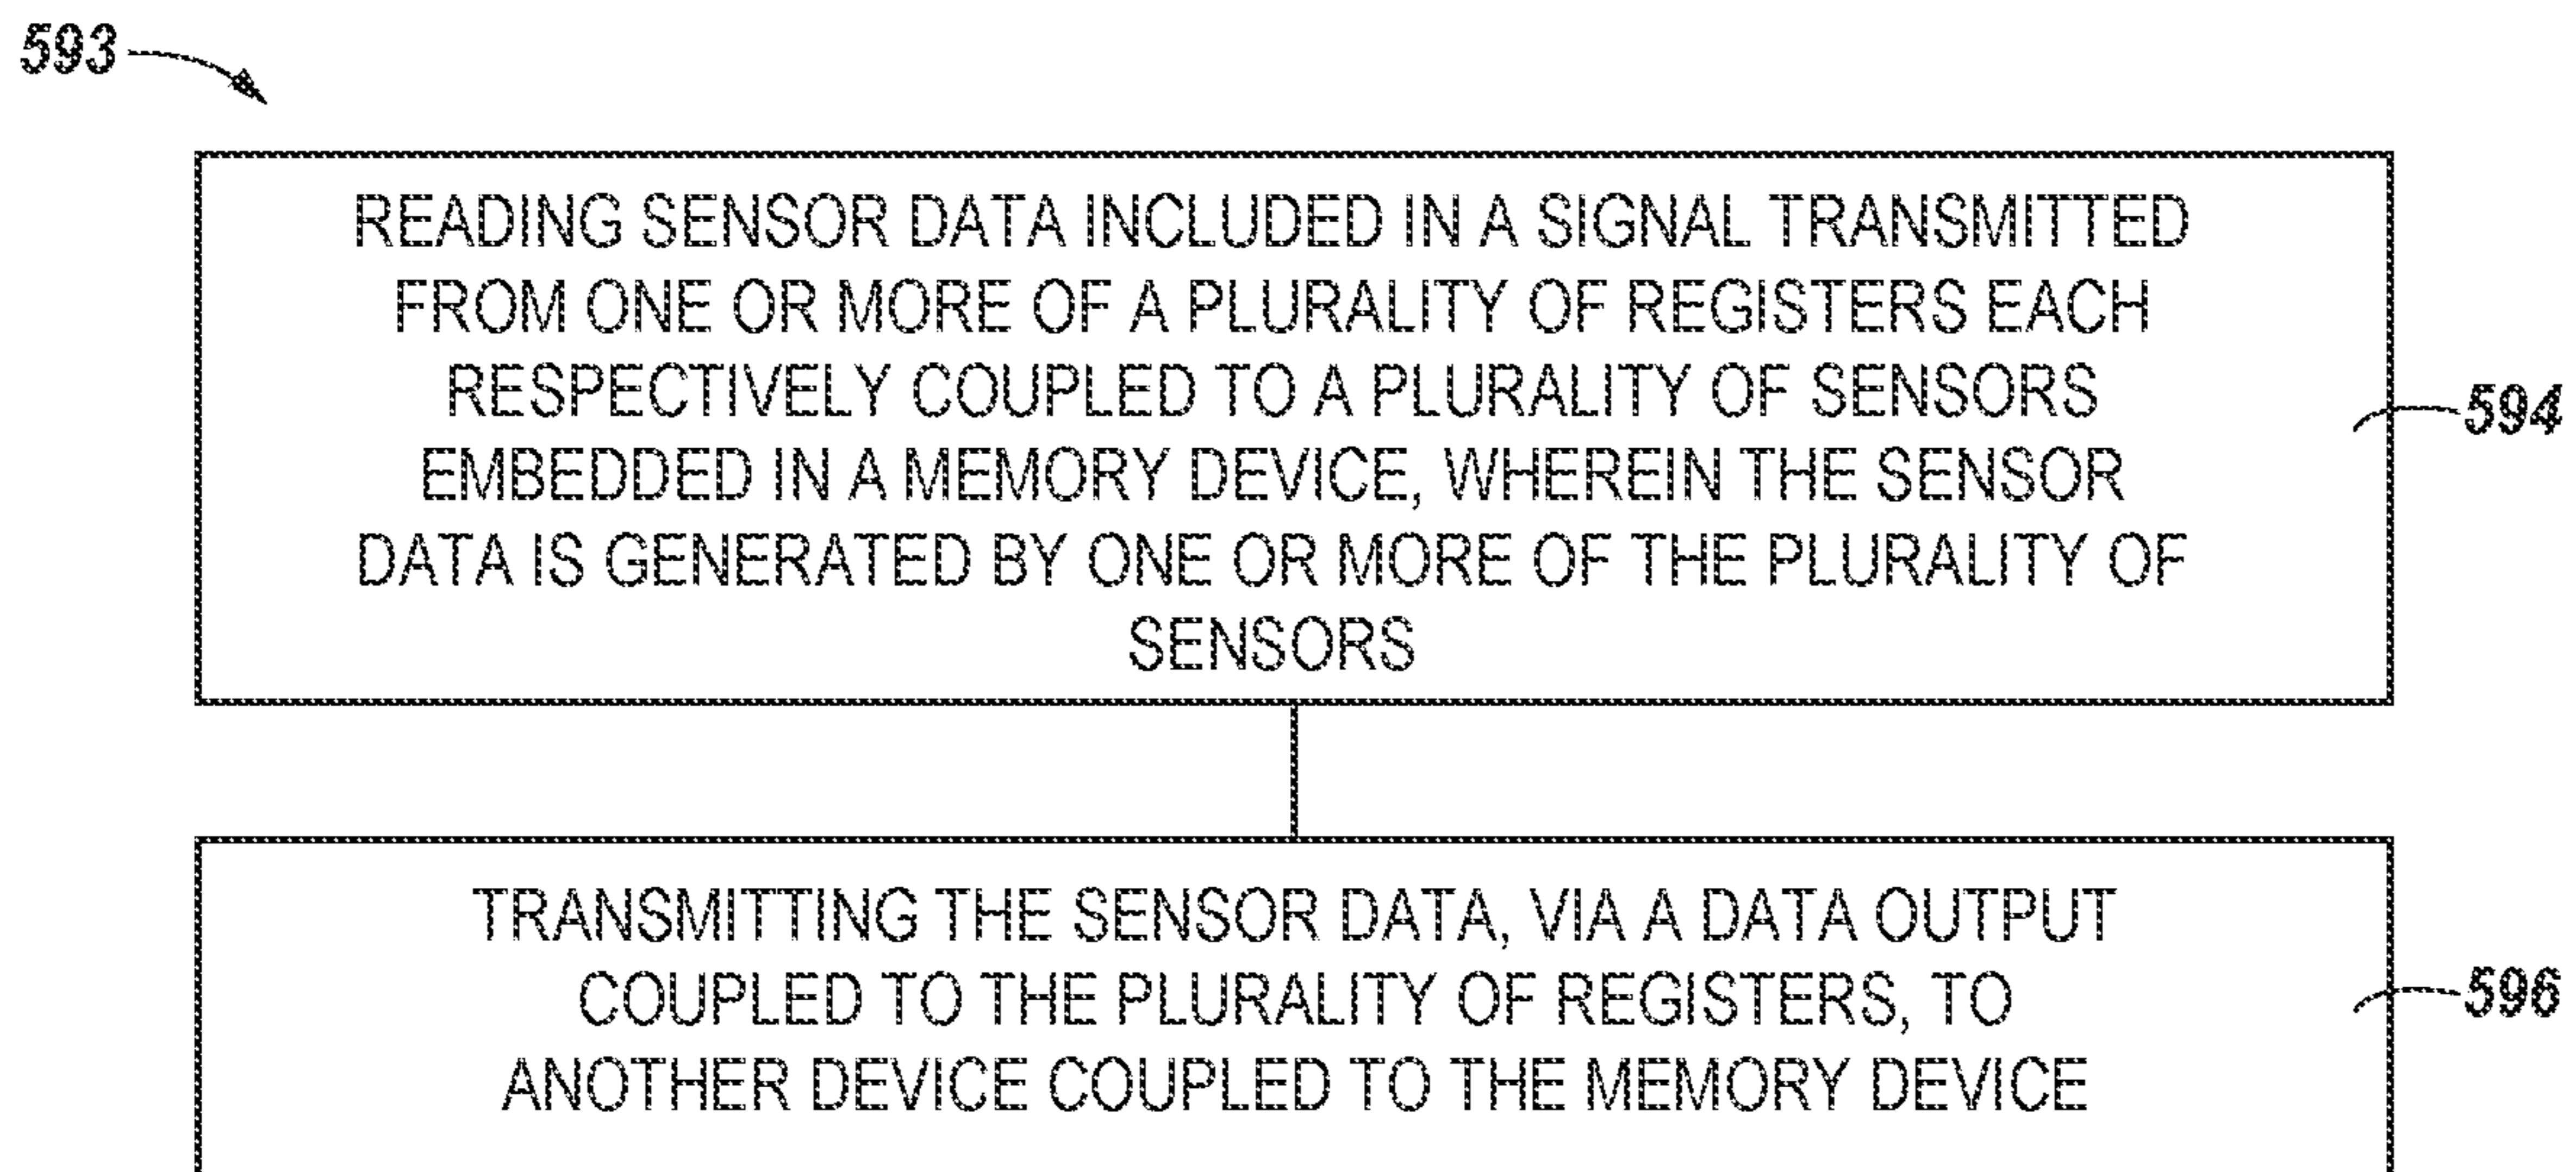 593
READING SENSOR DATA INCLUDED IN A SIGNAL TRANSMITTED
FROM ONE OR MORE OF A PLURALITY OF REGISTERS EACH
RESPECTIVELY COUPLED TO A PLURALITY OF SENSORS
594
EMBEDDED IN A MEMORY DEVICE, WHEREIN THE SENSOR
DATA IS GENERATED BY ONE OR MORE OF THE PLURALITY OF
SENSORS
TRANSMITTING THE SENSOR DATA, VIA A DATA OUTPUT
COUPLED TO THE PLURALITY OF REGISTERS, TO
596
ANOTHER DEVICE COUPLED TO THE MEMORY DEVICE